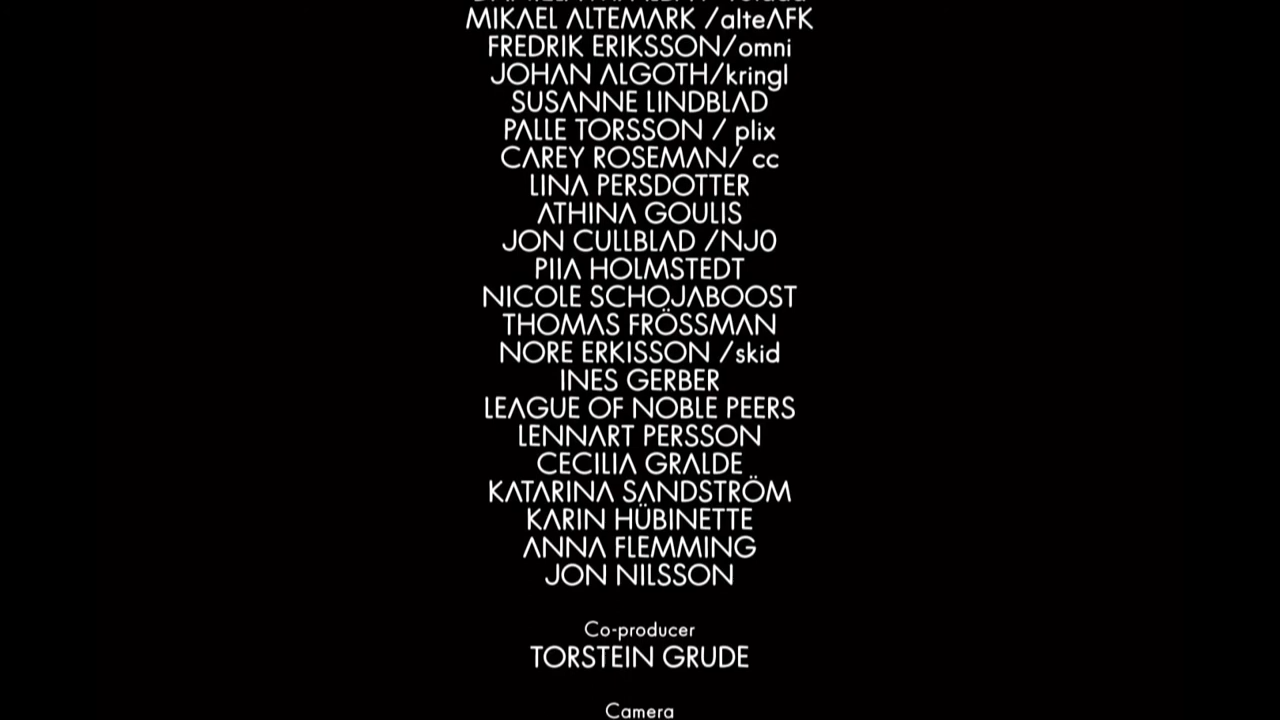 MIKAEL ALTEMARK /alteAFK
FREDRIK ERIKSSON/omni
JOHAN ALGOTH/kringl
SUSANNE LINDBLAD
PALLE TORSSON / plix
CAREY ROSEMAN/ cc
LINA PERSDOTTER
ATHINA GOULIS
JON CULLBLAD /NJ0
PIIA HOLMSTEDT
NICOLE SCHOJABOOST
THOMAS FRÖSSMAN
NORE ERKISSON /skid
INES GERBER
LEAGUE OF NOBLE PEERS
LENNART PERSSON
CECILIA GRALDE
KATARINA SANDSTRÖM
KARIN HÜBINETTE
ANNA FLEMMING
JON NILSSON
Co-producer
TORSTEIN GRUDE
Camera